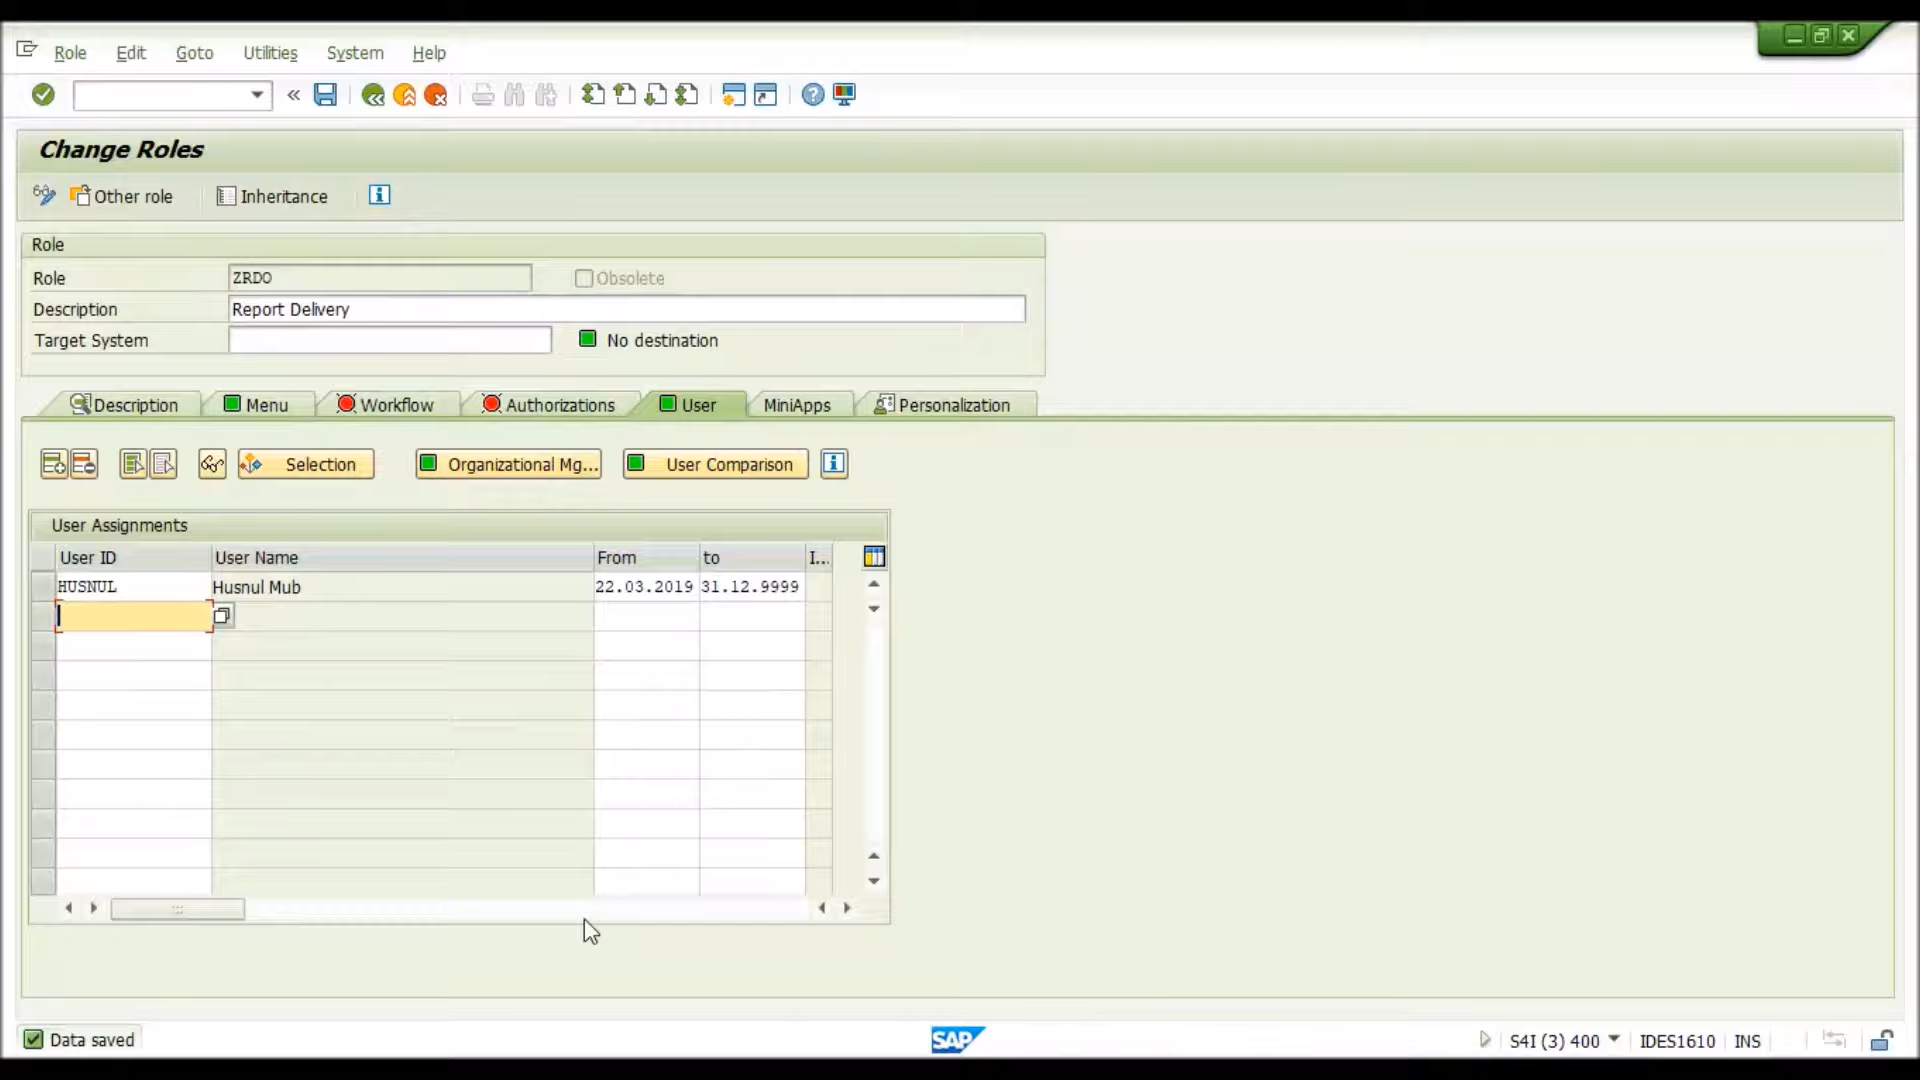 Role Edit Goto Utilities System Help
Change Roles
Other role Inheritance
Role
Role ZRDO Obsolete
Description Report Delivery
Target System No destination
Description Menu Workflow Authorizations User MiniApps Personalization
Selection Organizational Mg... User Comparison
User Assignments
User ID User Name From to I...
HUSNUL Husnul Mub 22.03.2019 31.12.9999
Data saved SAP S4I (3) 400 IDES1610 INS